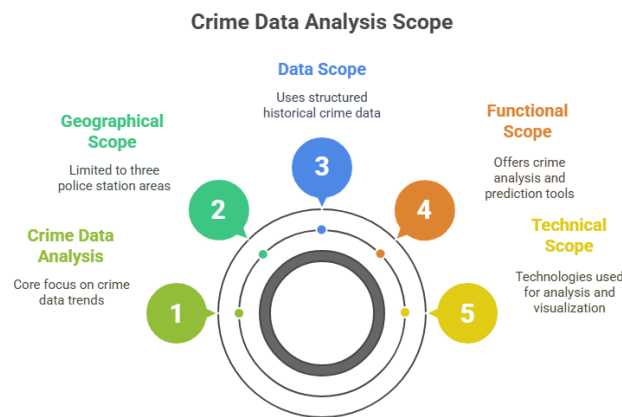 Crime Data Analysis Scope
Data Scope
Uses structured
historical crime data
Geographical
Scope
Limited to three
police station areas
Functional
Scope
Offers crime
analysis and
prediction tools
Crime Data
Analysis
Core focus on crime
data trends
Technical
Scope
Technologies used
for analysis and
visualization
1
2
3
4
5